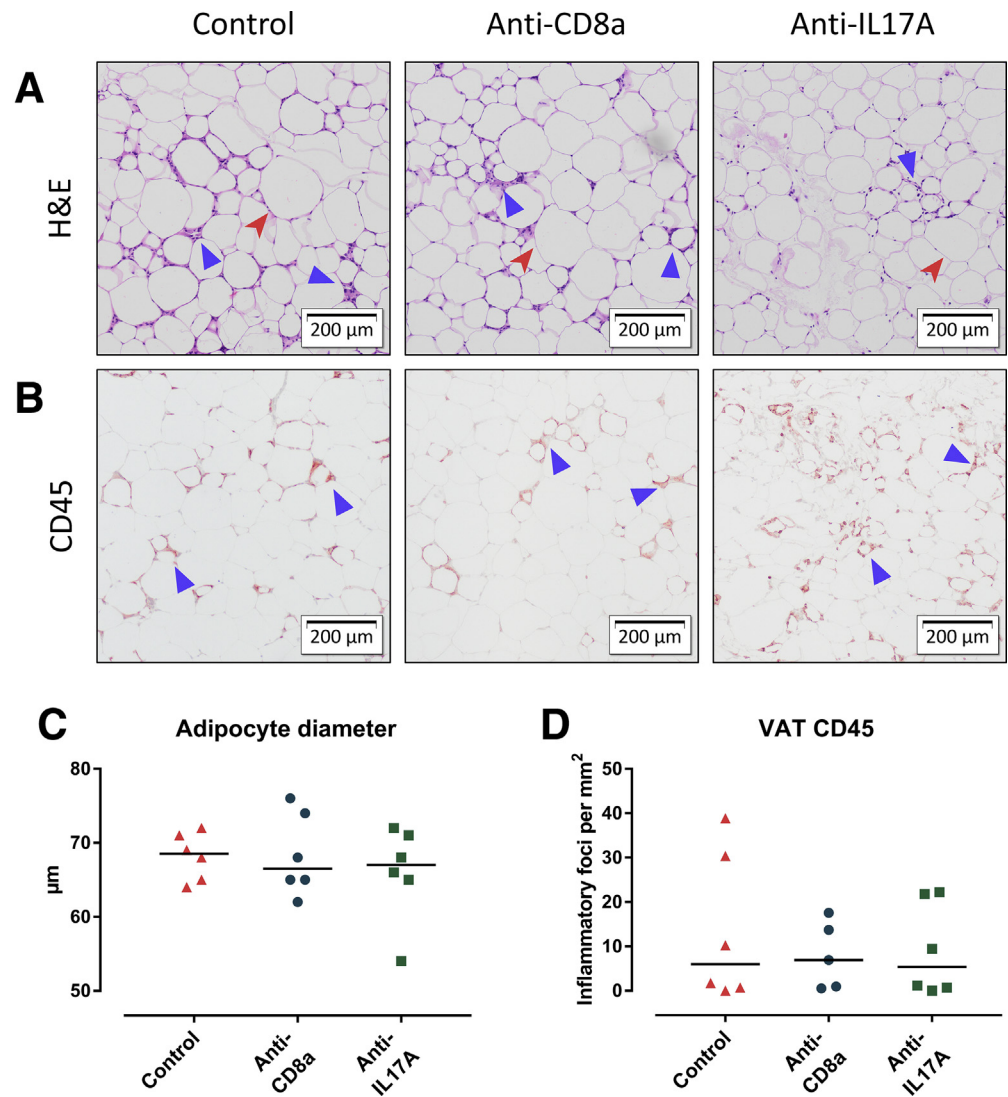 Control Anti-CD8a Anti-IL17A
A
H&E
200 µm 200 µm 200 µm
B
CD45
200 µm 200 µm 200 µm
C
Adipocyte diameter
µm
80
70
60
50
Control
Anti-
CD8a
Anti-
IL17A
D
VAT CD45
Inflammatory foci per mm²
50
40
30
20
10
0
Control
Anti-
CD8a
Anti-
IL17A